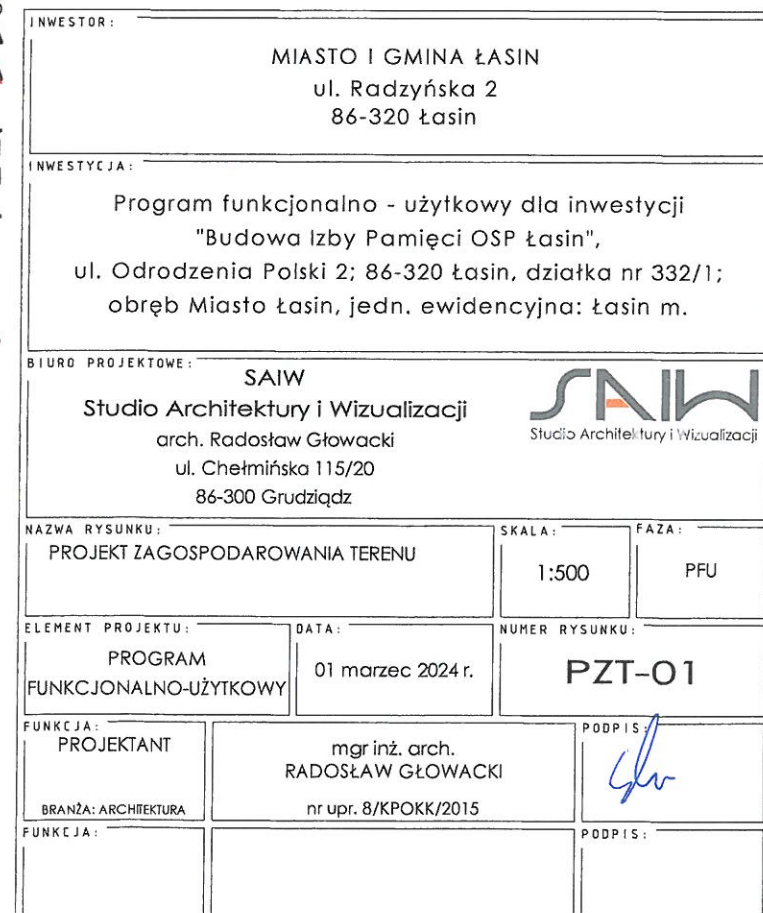 INWESTOR:
MIASTO I GMINA ŁASIN
ul. Radzyńska 2
86-320 Łasin
INWESTYCJA:
Program funkcjonalno - użytkowy dla inwestycji
"Budowa Izby Pamięci OSP Łasin",
ul. Odrodzenia Polski 2; 86-320 Łasin, działka nr 332/1;
obręb Miasto Łasin, jedn. ewidencyjna: Łasin m.
BIURO PROJEKTOWE:
SAIW
Studio Architektury i Wizualizacji
arch. Radosław Głowacki
ul. Chełmińska 115/20
86-300 Grudziądz
SAIW
Studio Architektury i Wizualizacji
NAZWA RYSUNKU:
PROJEKT ZAGOSPODAROWANIA TERENU
SKALA:
1:500
FAZA:
PFU
ELEMENT PROJEKTU:
PROGRAM
FUNKCJONALNO-UŻYTKOWY
DATA:
01 marzec 2024 r.
NUMER RYSUNKU:
PZT-01
FUNKCJA:
PROJEKTANT
BRANŻA: ARCHITEKTURA
mgr inż. arch.
RADOSŁAW GŁOWACKI
nr upr. 8/KPOKK/2015
PODPIS:
FUNKCJA:
PODPIS: